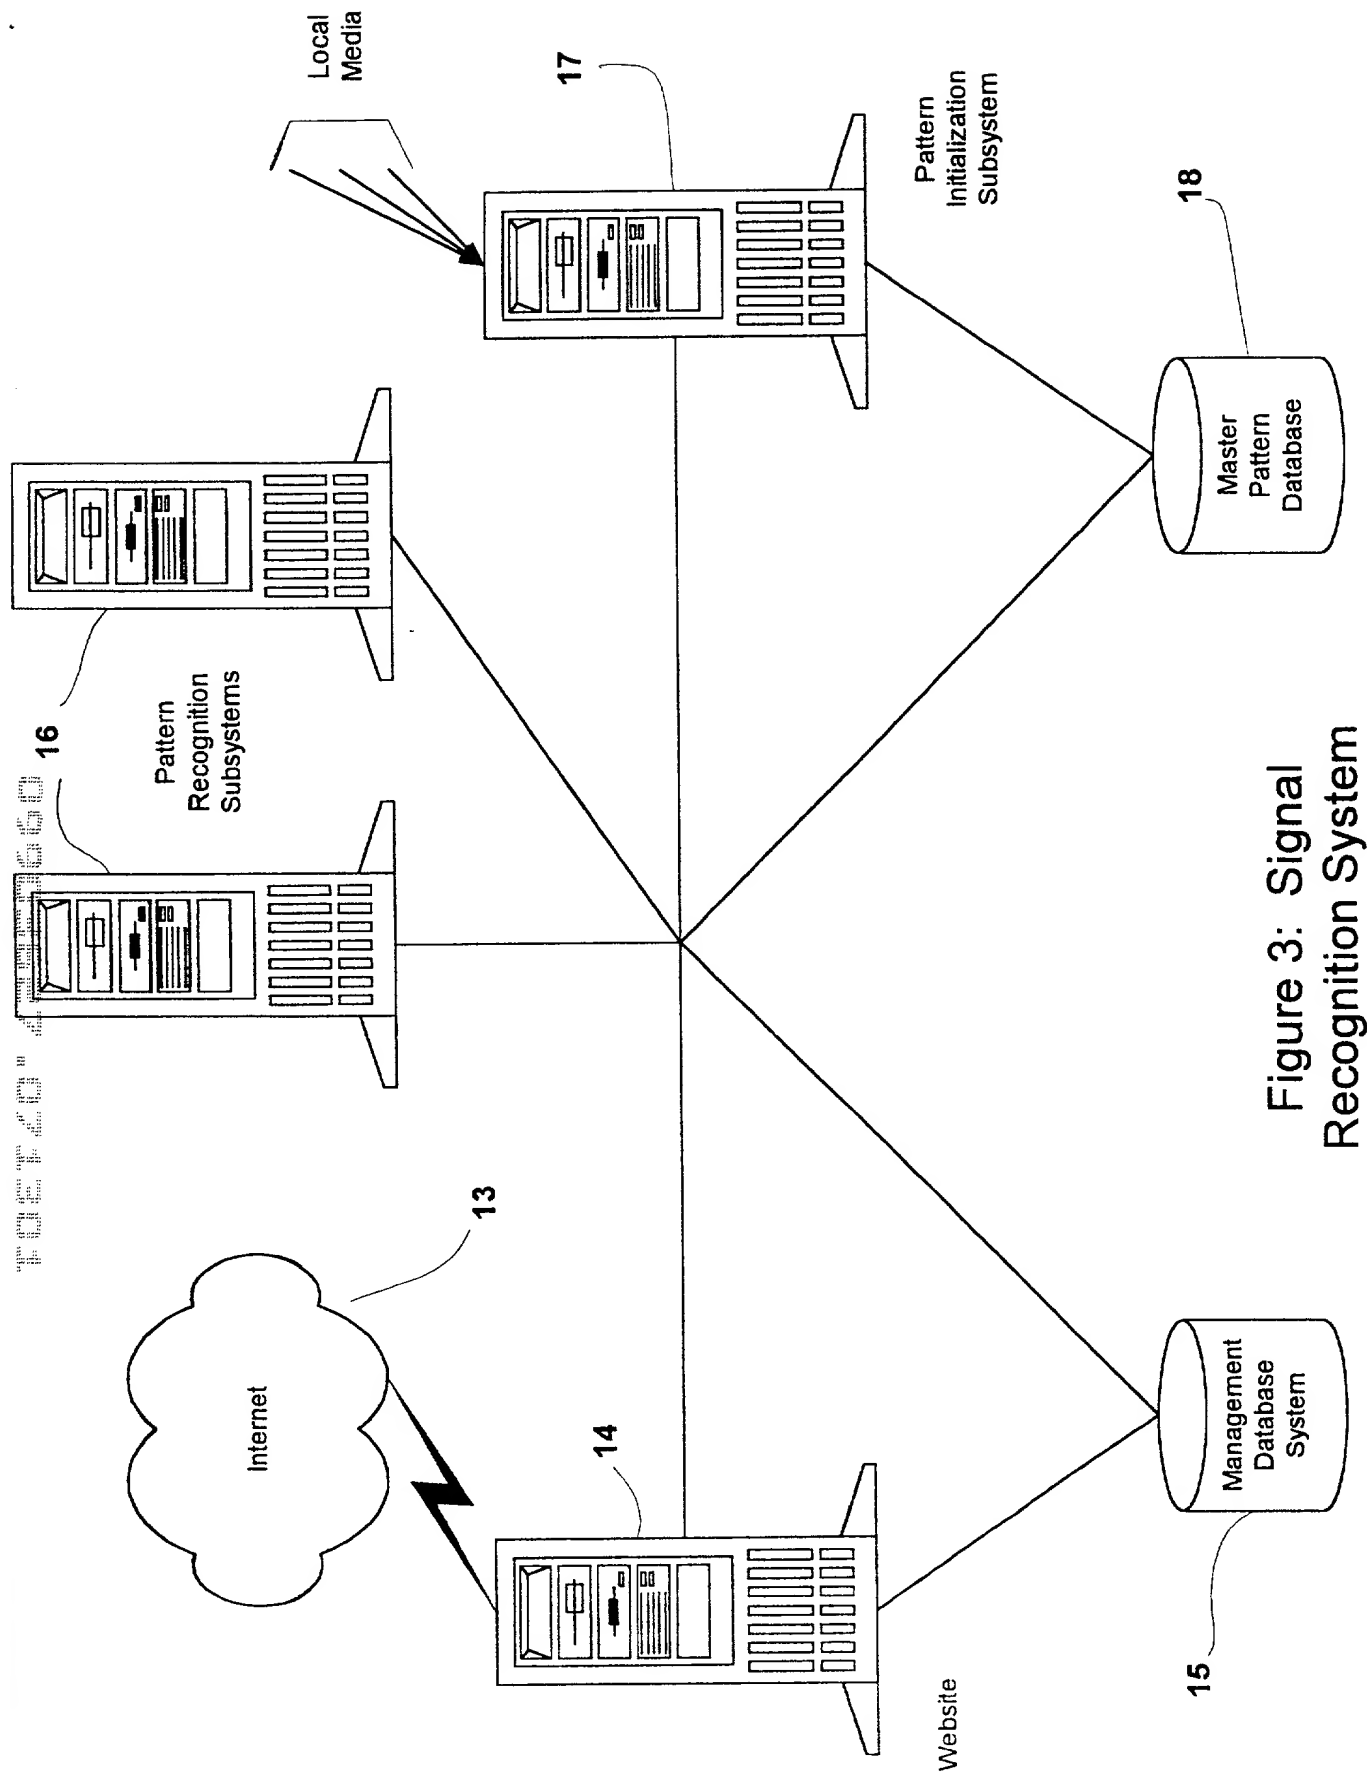 Internet
13
14
Website
15
Management
Database
System
16
Pattern
Recognition
Subsystems
Local
Media
17
Pattern
Initialization
Subsystem
18
Master
Pattern
Database
Figure 3: Signal
Recognition System